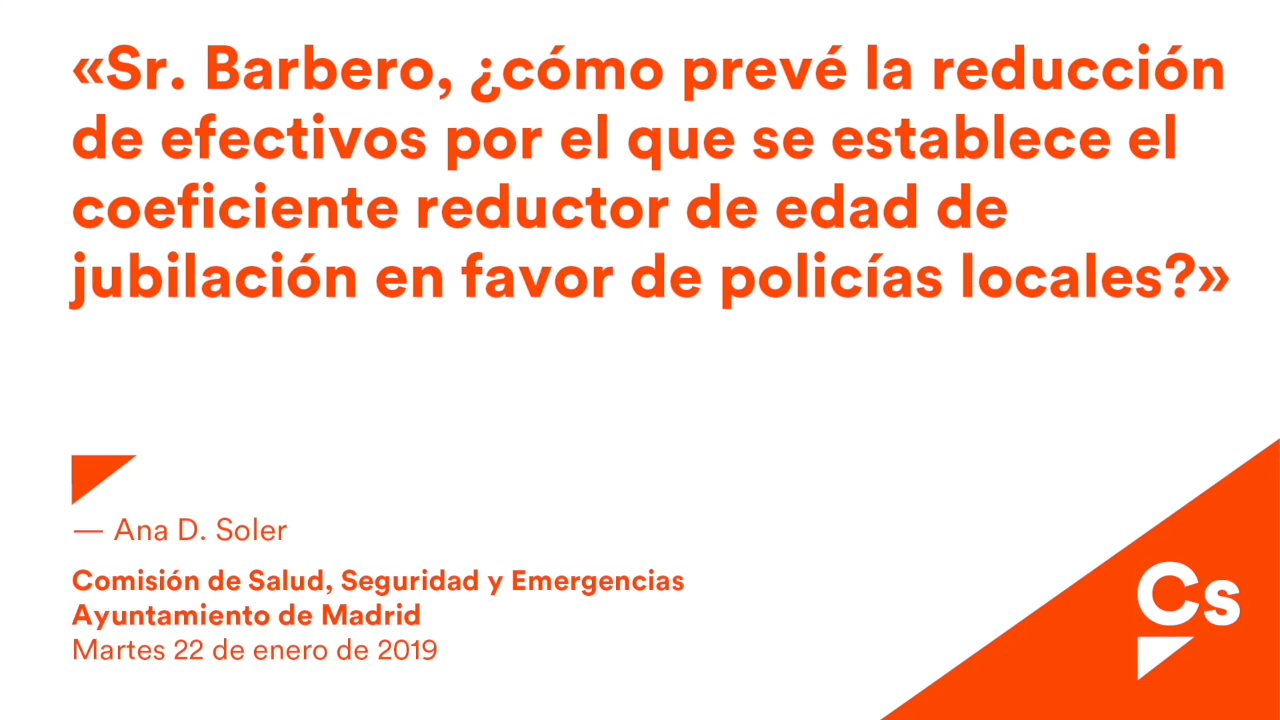 «Sr. Barbero, ¿cómo prevé la reducción
de efectivos por el que se establece el
coeficiente reductor de edad de
jubilación en favor de policías locales?»
— Ana D. Soler
Comisión de Salud, Seguridad y Emergencias
Ayuntamiento de Madrid
Martes 22 de enero de 2019
Cs